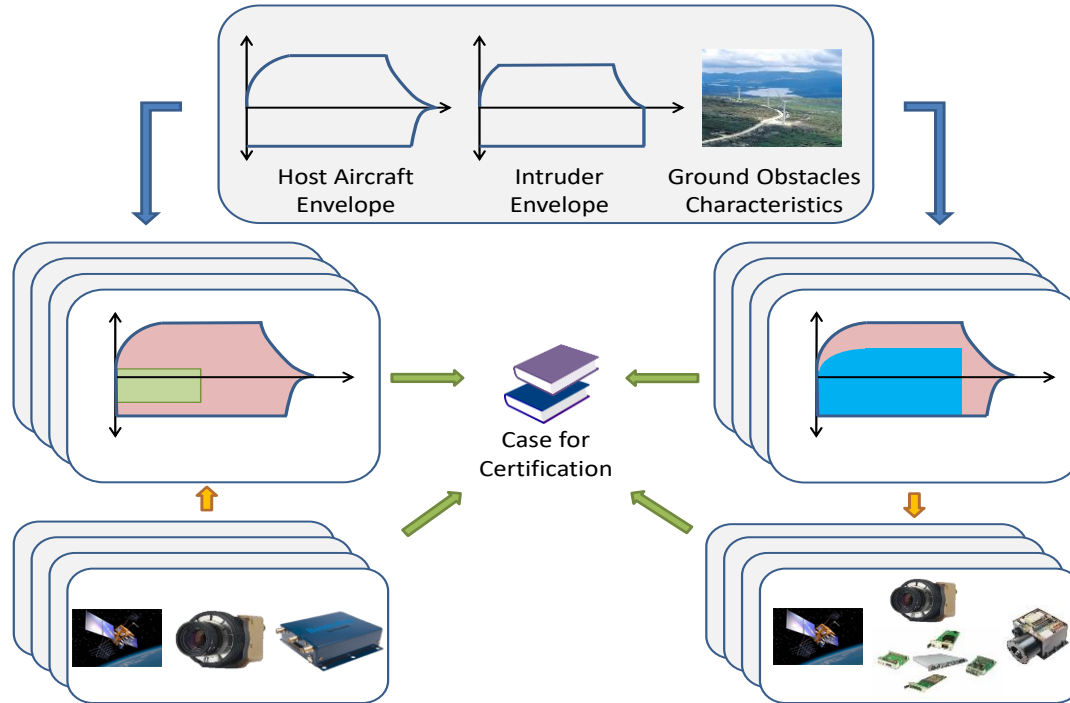 Host Aircraft
Envelope
Intruder
Envelope
Ground Obstacles
Characteristics
Case for
Certification